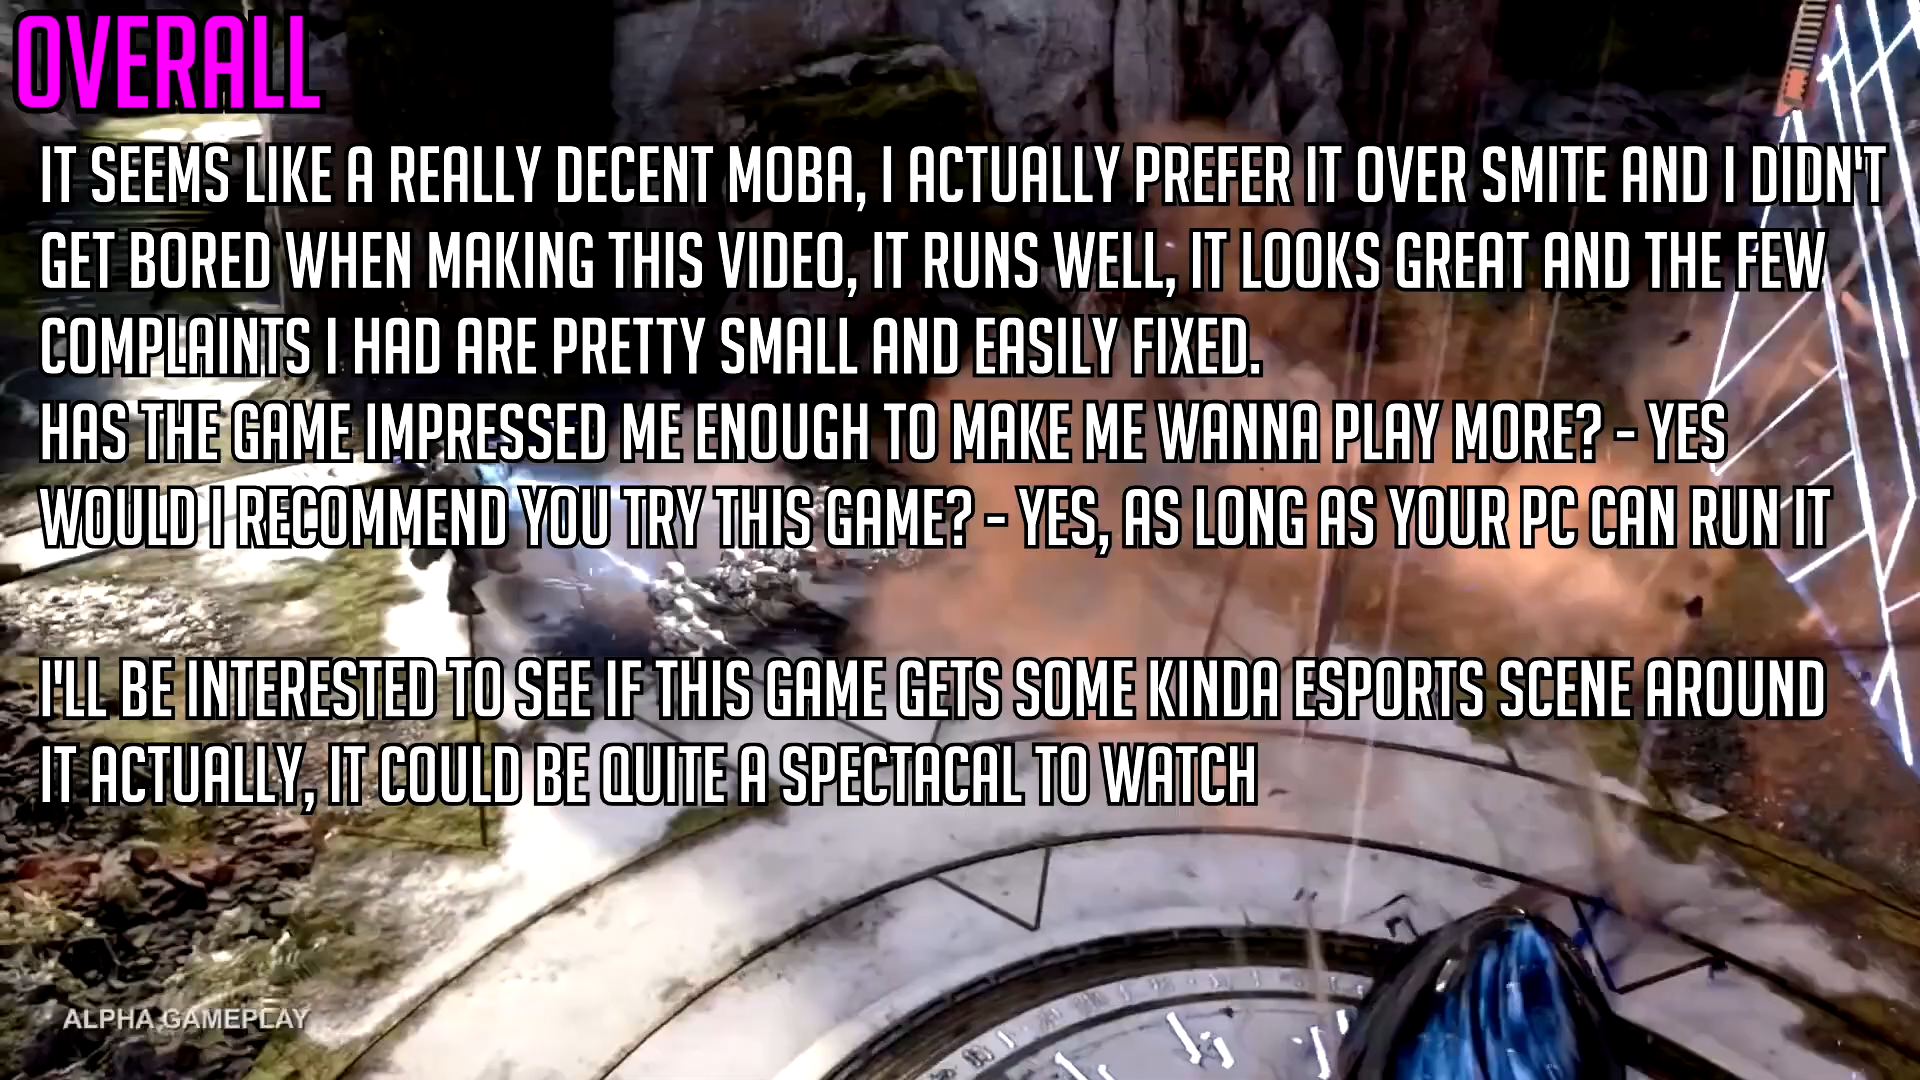 OVERALL
IT SEEMS LIKE A REALLY DECENT MOBA, I ACTUALLY PREFER IT OVER SMITE AND I DIDN'T
GET BORED WHEN MAKING THIS VIDEO, IT RUNS WELL, IT LOOKS GREAT AND THE FEW
COMPLAINTS I HAD ARE PRETTY SMALL AND EASILY FIXED.
HAS THE GAME IMPRESSED ME ENOUGH TO MAKE ME WANNA PLAY MORE? - YES
WOULD I RECOMMEND YOU TRY THIS GAME? - YES, AS LONG AS YOUR PC CAN RUN IT
I'LL BE INTERESTED TO SEE IF THIS GAME GETS SOME KINDA ESPORTS SCENE AROUND
IT ACTUALLY, IT COULD BE QUITE A SPECTACAL TO WATCH
ALPHA GAMEPLAY